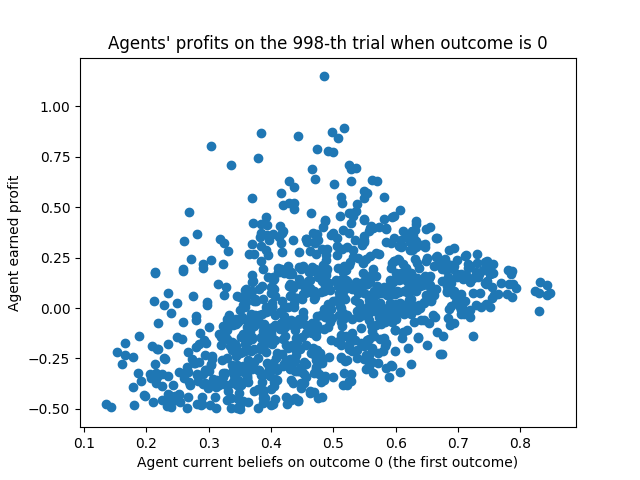 Agents' profits on the 998-th trial when outcome is 0
1.00
0.75
0.50
0.25
0.00
−0.25
−0.50
Agent earned profit
0.1 0.2 0.3 0.4 0.5 0.6 0.7 0.8
Agent current beliefs on outcome 0 (the first outcome)